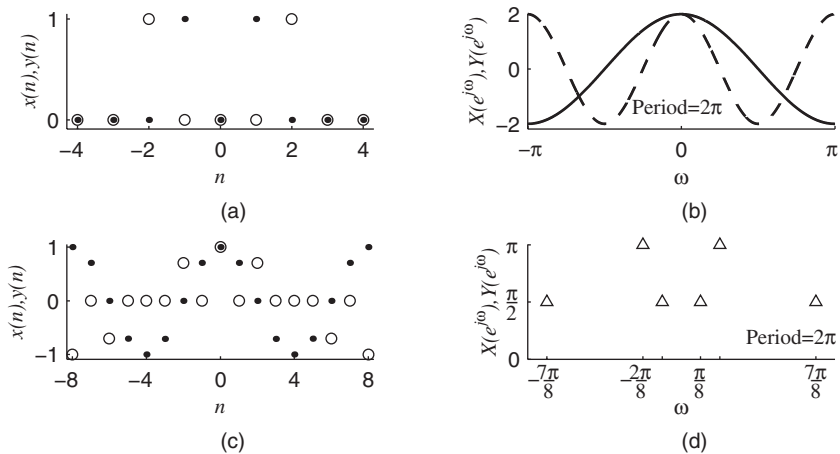 1
0
x(n),y(n)
−4
−2
0
2
4
n
(a)
2
0
−2
X(e^{jω}),Y(e^{jω})
Period=2π
−π
0
π
ω
(b)
1
0
−1
x(n),y(n)
−8
−4
0
4
8
n
(c)
π
π/2
0
X(e^{jω}),Y(e^{jω})
Period=2π
−7π/8
−2π/8
π/8
7π/8
ω
(d)